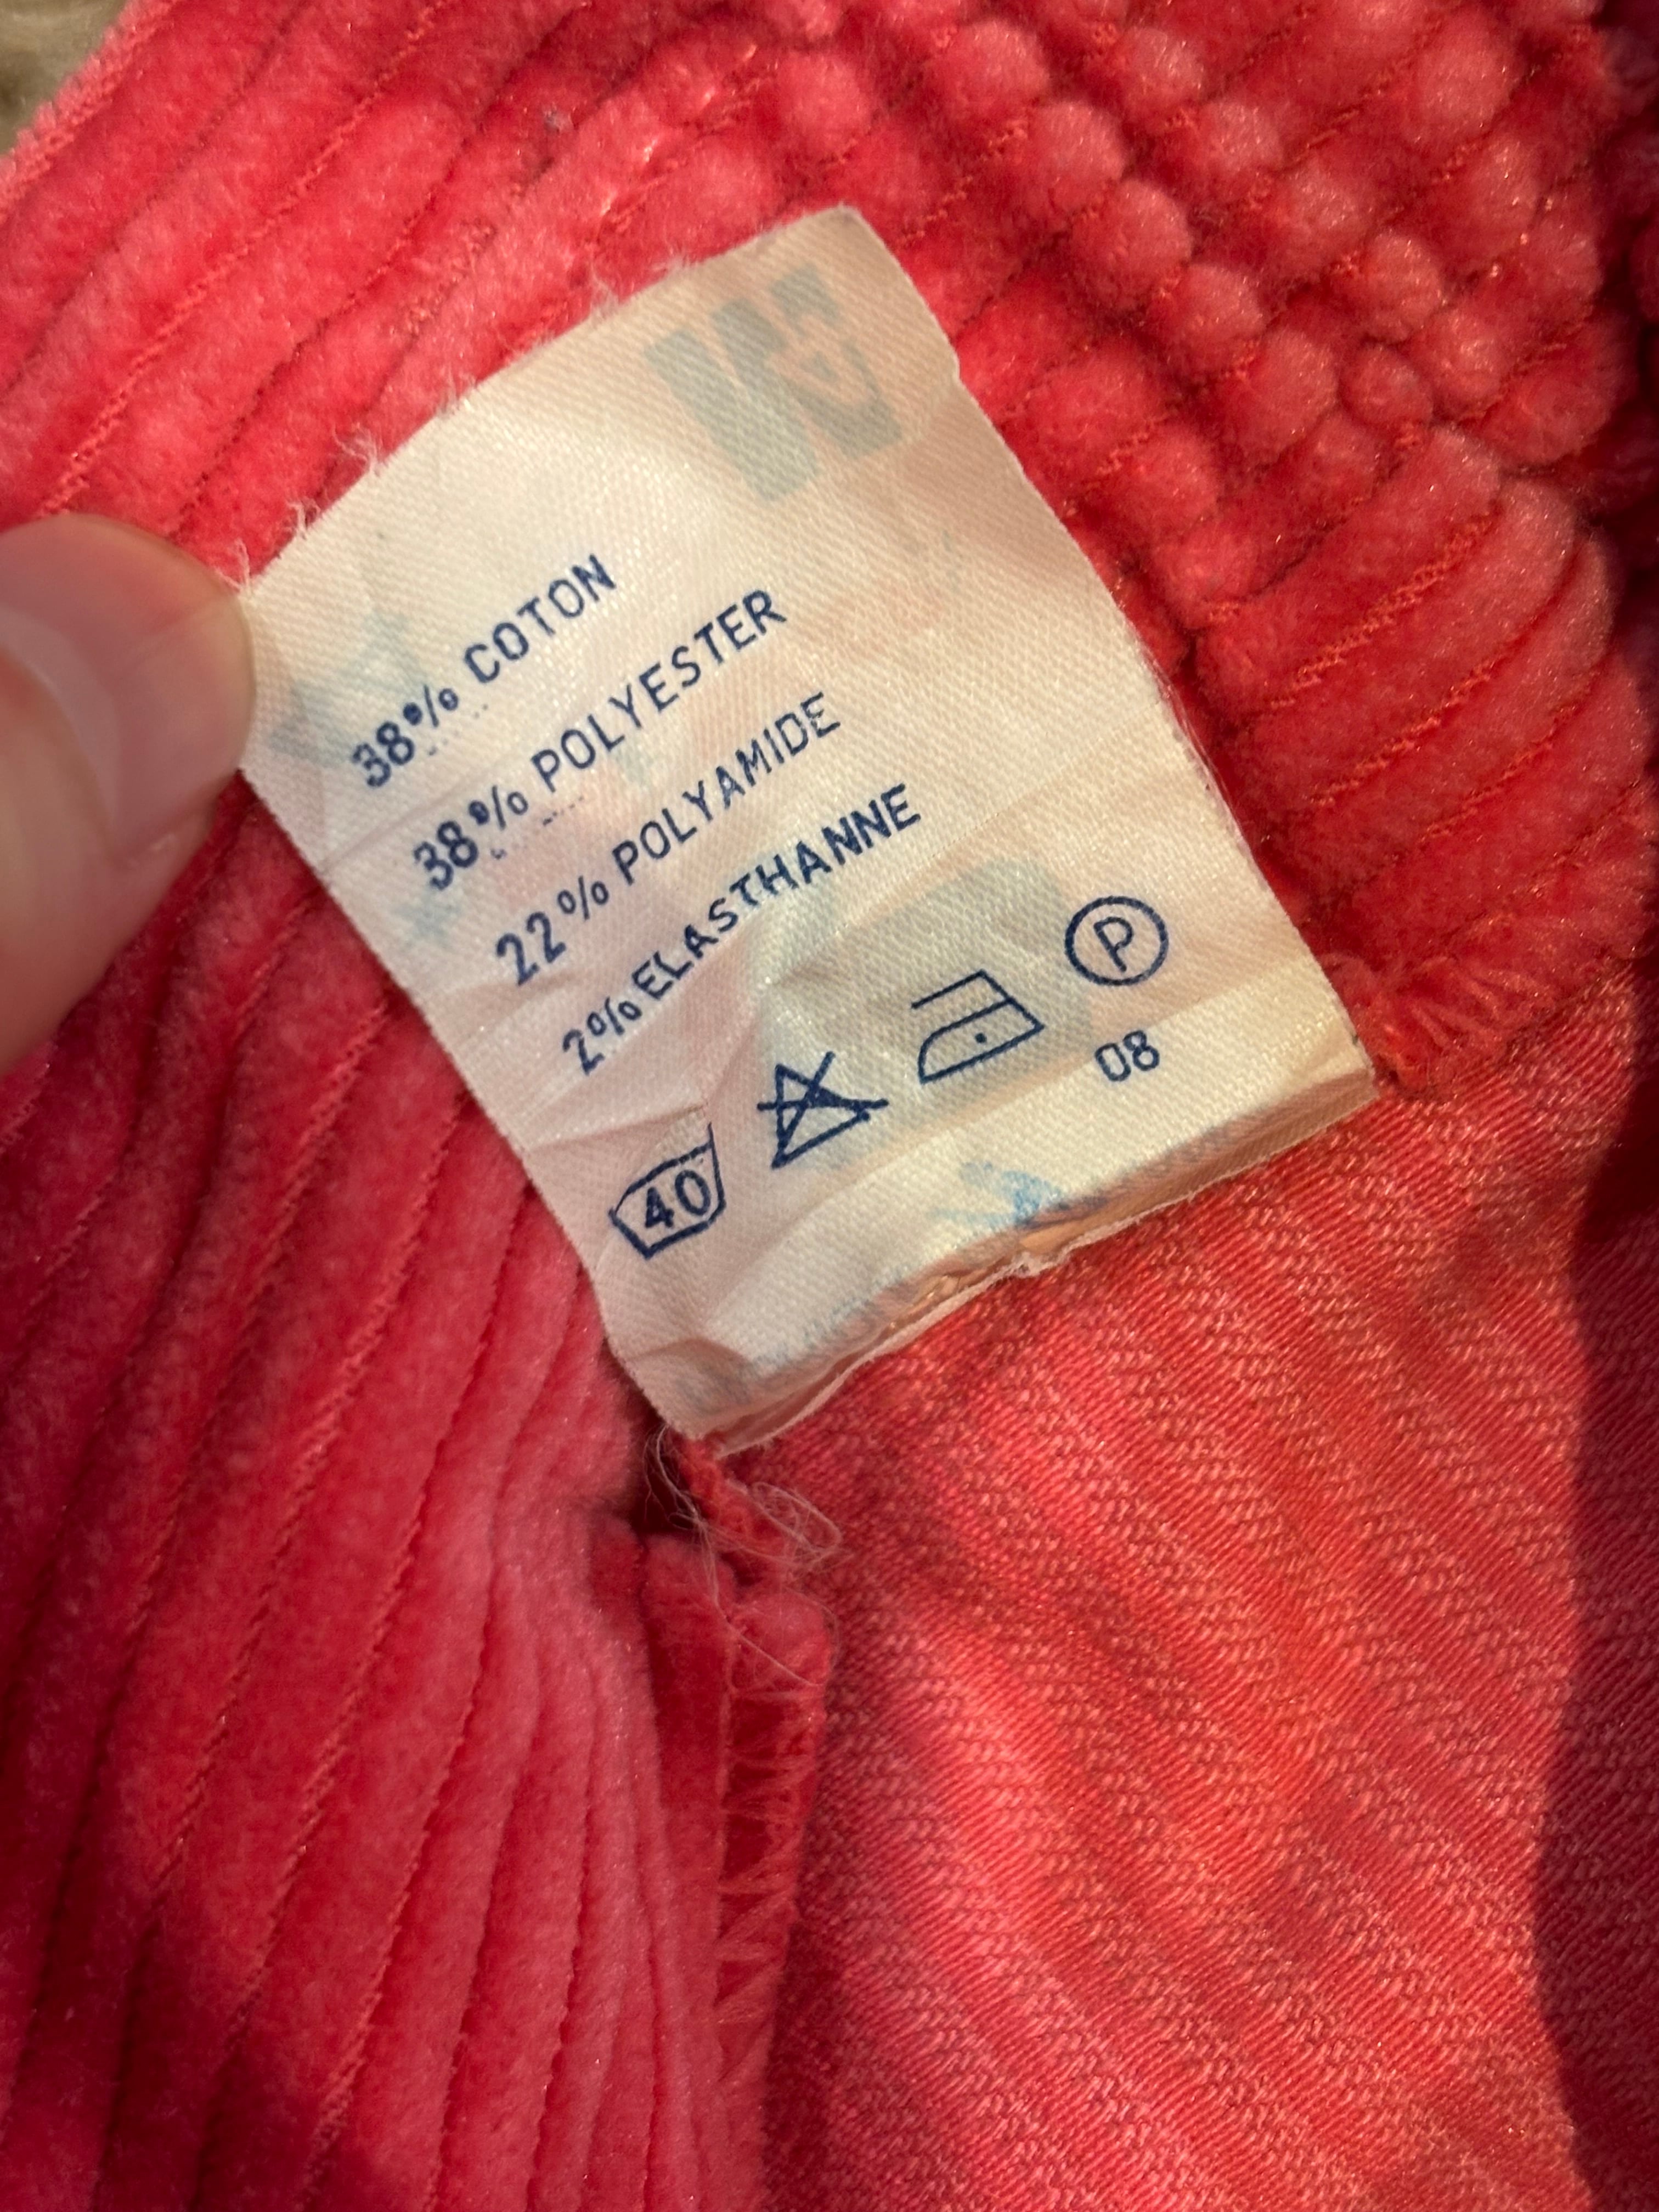 38% COTON
38% POLYESTER
22% POLYAMIDE
2% ELASTHANNE
40
P
08